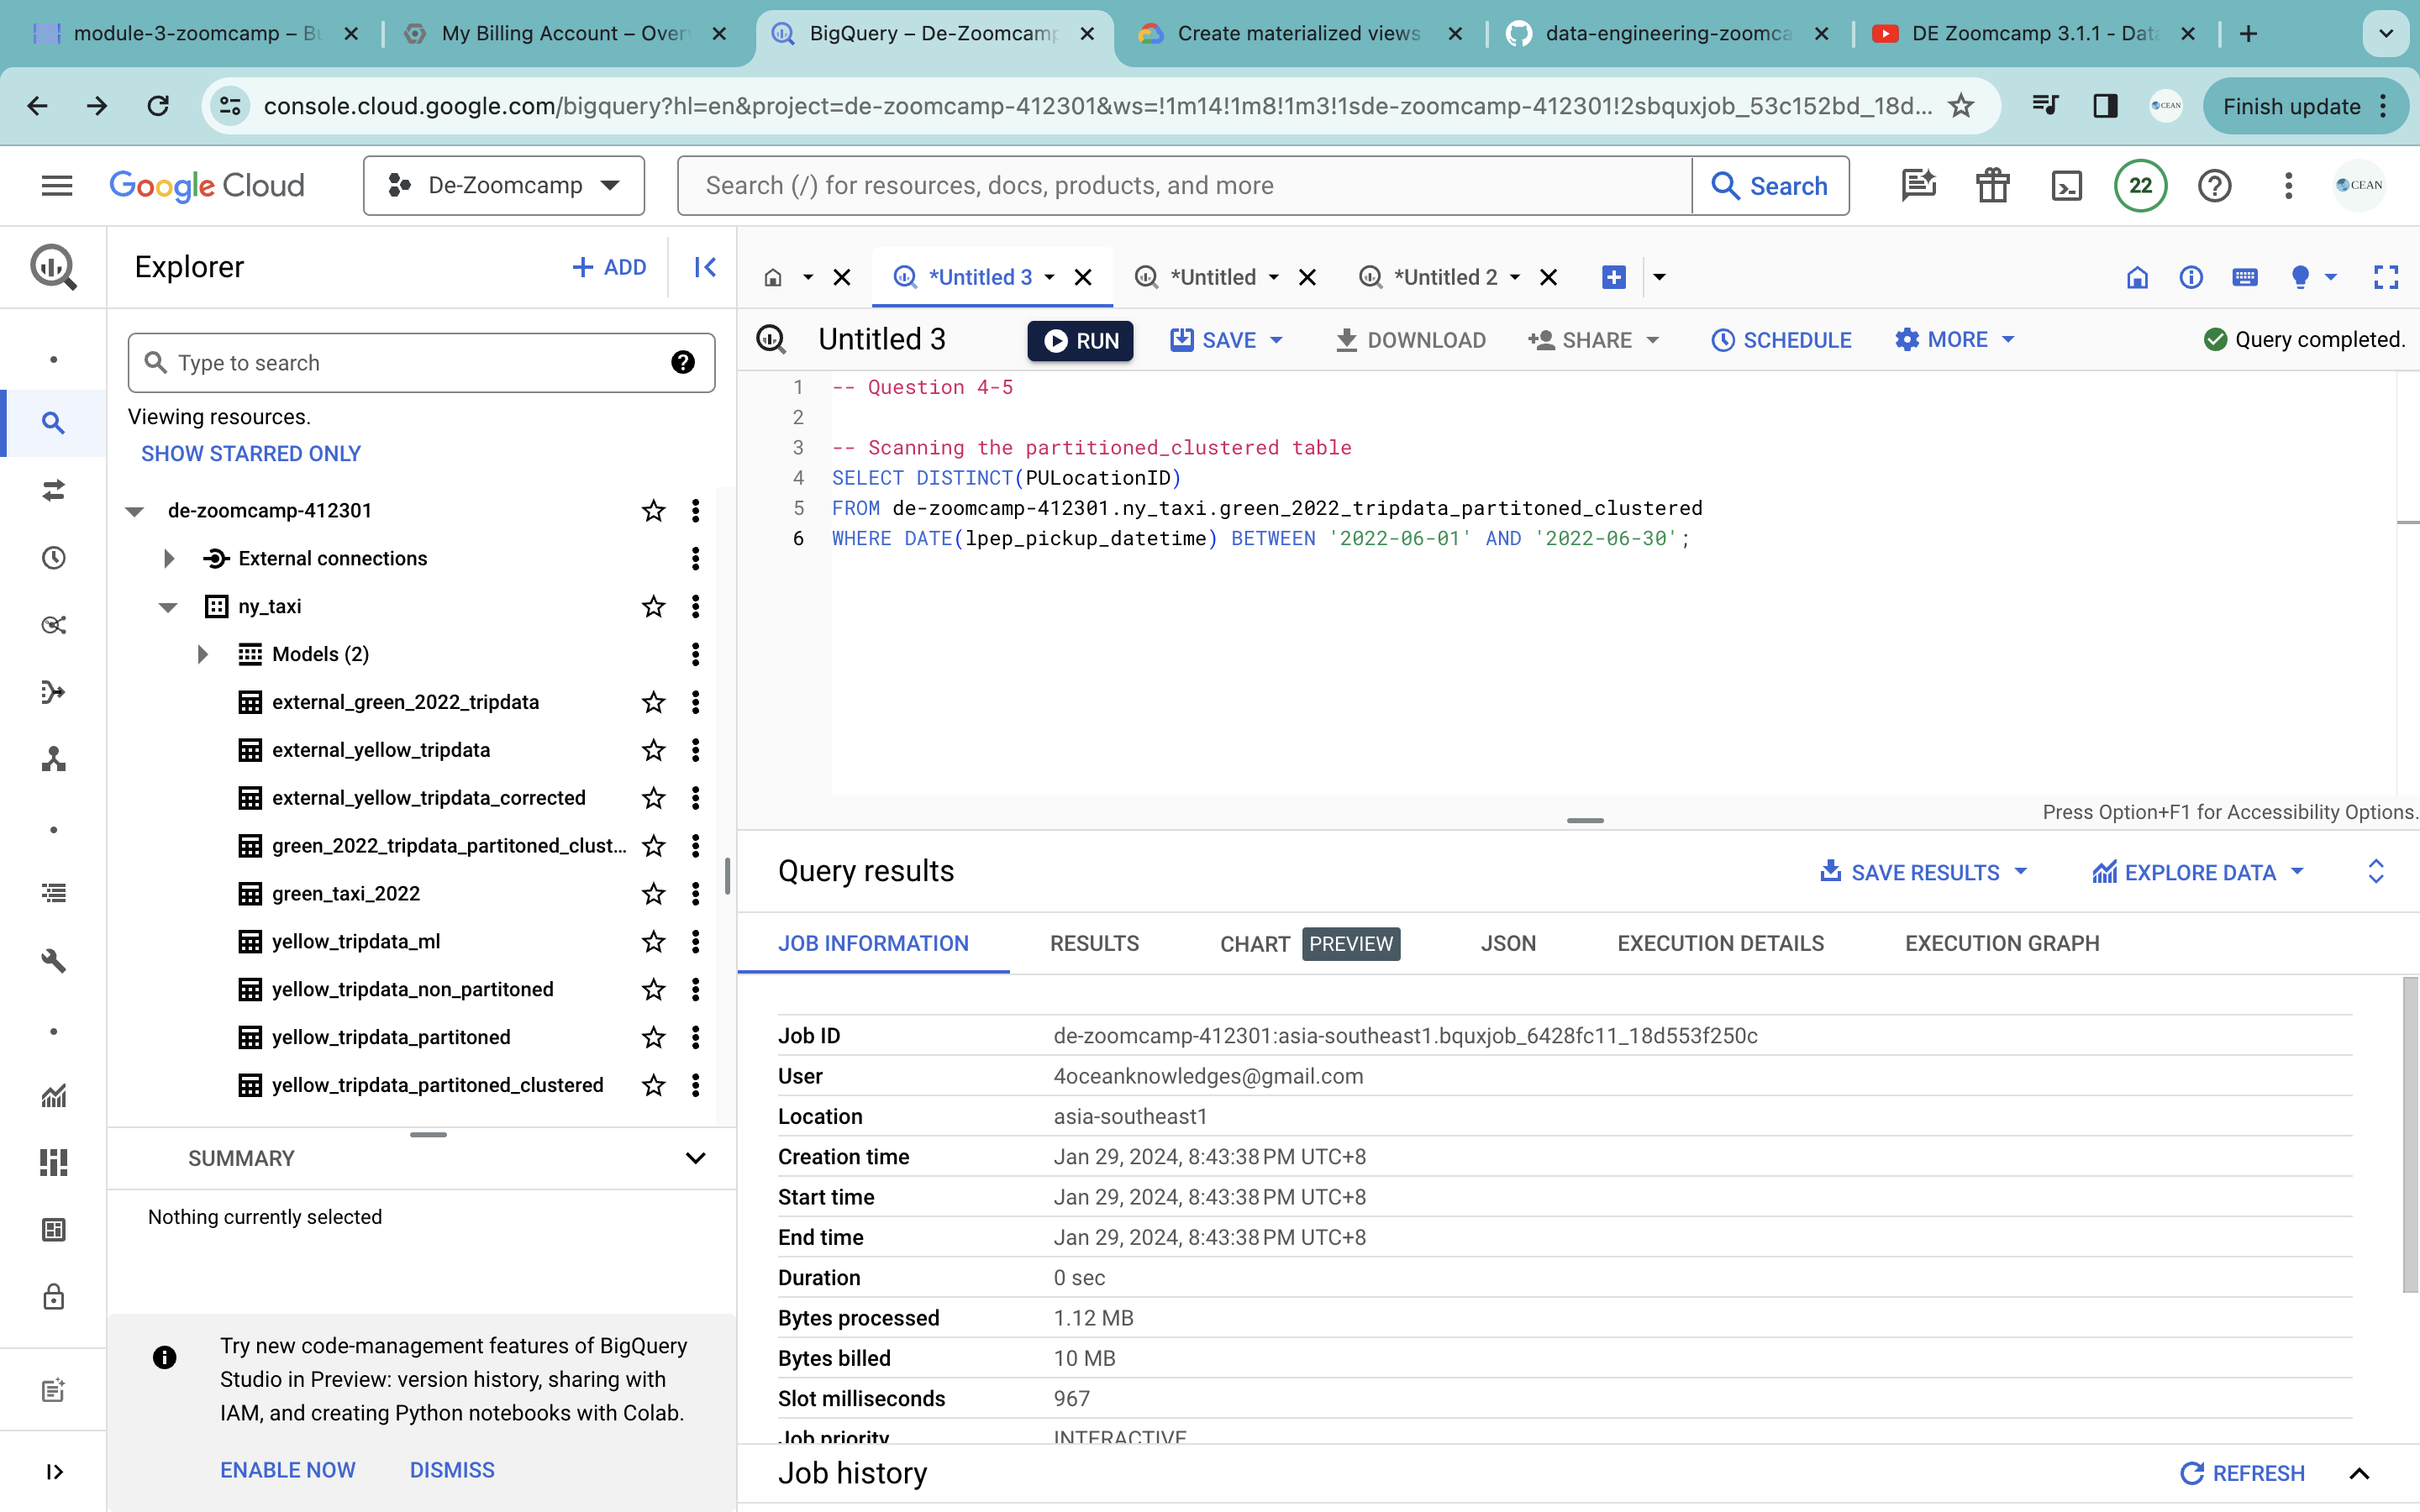 module-3-zoomcamp – Bu
My Billing Account – Over
BigQuery – De-Zoomcamp
Create materialized views
data-engineering-zoomca
DE Zoomcamp 3.1.1 - Data
console.cloud.google.com/bigquery?hl=en&project=de-zoomcamp-412301&ws=!1m14!1m8!1m3!1sde-zoomcamp-412301!2sbquxjob_53c152bd_18d...
CEAN
Finish update
Google Cloud
De-Zoomcamp
Search (/) for resources, docs, products, and more
Search
22
CEAN
Explorer
+ ADD
*Untitled 3
*Untitled
*Untitled 2
Type to search
Viewing resources.
SHOW STARRED ONLY
de-zoomcamp-412301
External connections
ny_taxi
Models (2)
external_green_2022_tripdata
external_yellow_tripdata
external_yellow_tripdata_corrected
green_2022_tripdata_partitoned_clust...
green_taxi_2022
yellow_tripdata_ml
yellow_tripdata_non_partitoned
yellow_tripdata_partitoned
yellow_tripdata_partitoned_clustered
SUMMARY
Nothing currently selected
Try new code-management features of BigQuery
Studio in Preview: version history, sharing with
IAM, and creating Python notebooks with Colab.
ENABLE NOW
DISMISS
Untitled 3
RUN
SAVE
DOWNLOAD
SHARE
SCHEDULE
MORE
Query completed.
1 -- Question 4-5
2
3 -- Scanning the partitioned_clustered table
4 SELECT DISTINCT(PULocationID)
5 FROM de-zoomcamp-412301.ny_taxi.green_2022_tripdata_partitoned_clustered
6 WHERE DATE(lpep_pickup_datetime) BETWEEN '2022-06-01' AND '2022-06-30';
Press Option+F1 for Accessibility Options.
Query results
SAVE RESULTS
EXPLORE DATA
JOB INFORMATION
RESULTS
CHART PREVIEW
JSON
EXECUTION DETAILS
EXECUTION GRAPH
Job ID de-zoomcamp-412301:asia-southeast1.bquxjob_6428fc11_18d553f250c
User 4oceanknowledges@gmail.com
Location asia-southeast1
Creation time Jan 29, 2024, 8:43:38 PM UTC+8
Start time Jan 29, 2024, 8:43:38 PM UTC+8
End time Jan 29, 2024, 8:43:38 PM UTC+8
Duration 0 sec
Bytes processed 1.12 MB
Bytes billed 10 MB
Slot milliseconds 967
Job priority INTERACTIVE
Job history
REFRESH